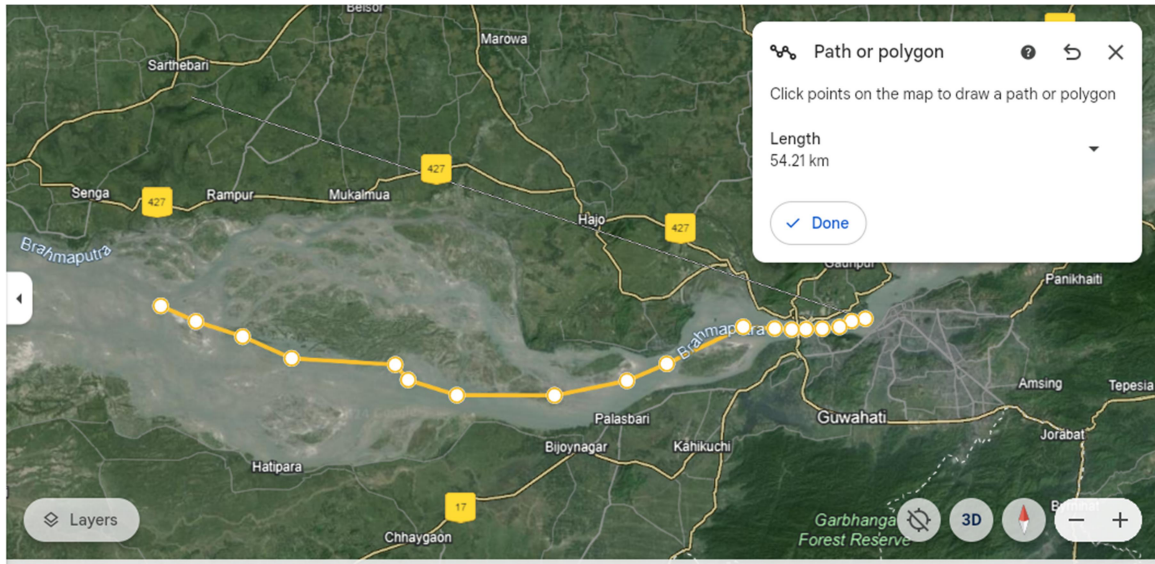 Belsor
Marowa
Sarthebari
Path or polygon
Click points on the map to draw a path or polygon
Length
54.21 km
Done
427
Senga
427
Rampur
Mukalmua
Hajo
427
Brahmaputra
Panikhaiti
Brahmaputra
Amsing
Tepesia
Palasbari
Guwahati
Jorabat
Bijoynagar
Kahikuchi
Hatipara
17
Layers
Chhaygaon
Garbhanga
Forest Reserve
3D